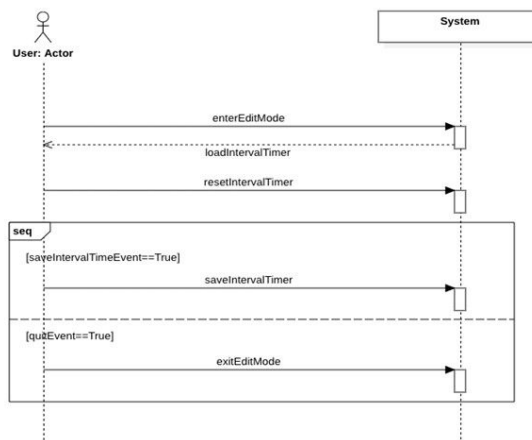 System
User: Actor
enterEditMode
loadIntervalTimer
resetIntervalTimer
seq
[saveIntervalTimeEvent==True]
saveIntervalTimer
[quitEvent==True]
exitEditMode